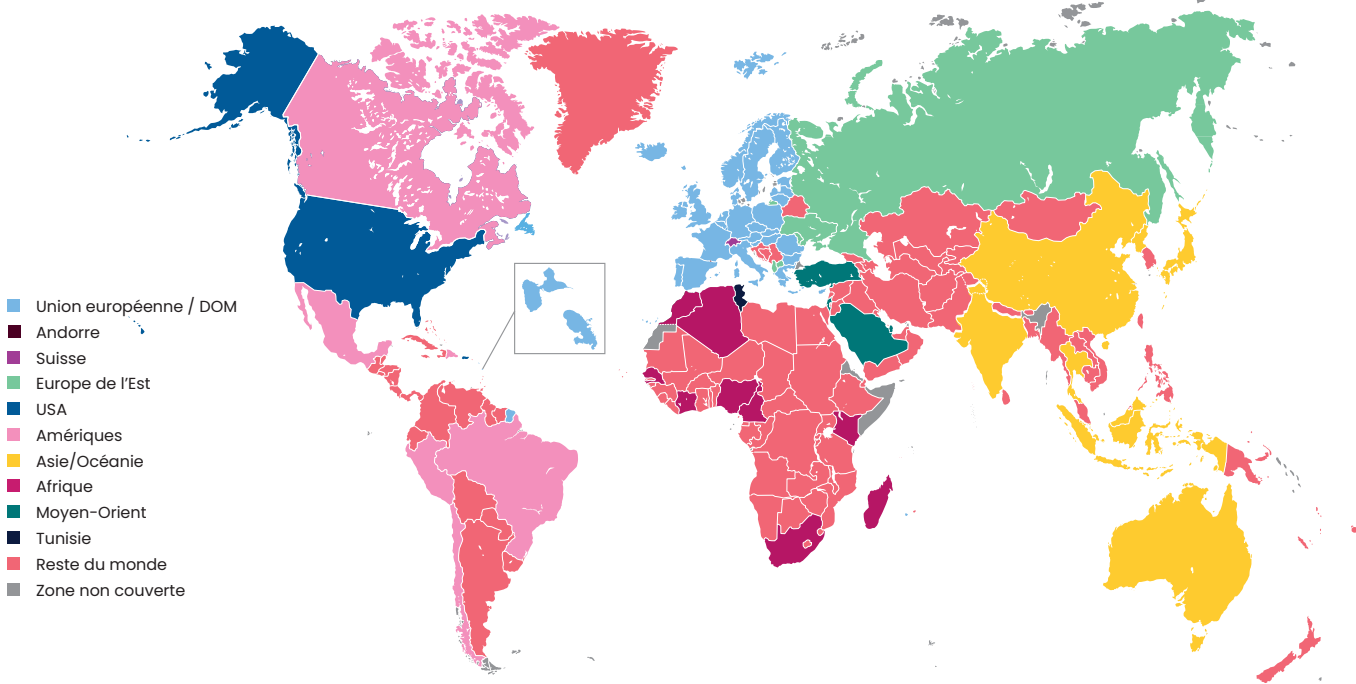 Union européenne / DOM
Andorre
Suisse
Europe de l’Est
USA
Amériques
Asie/Océanie
Afrique
Moyen-Orient
Tunisie
Reste du monde
Zone non couverte